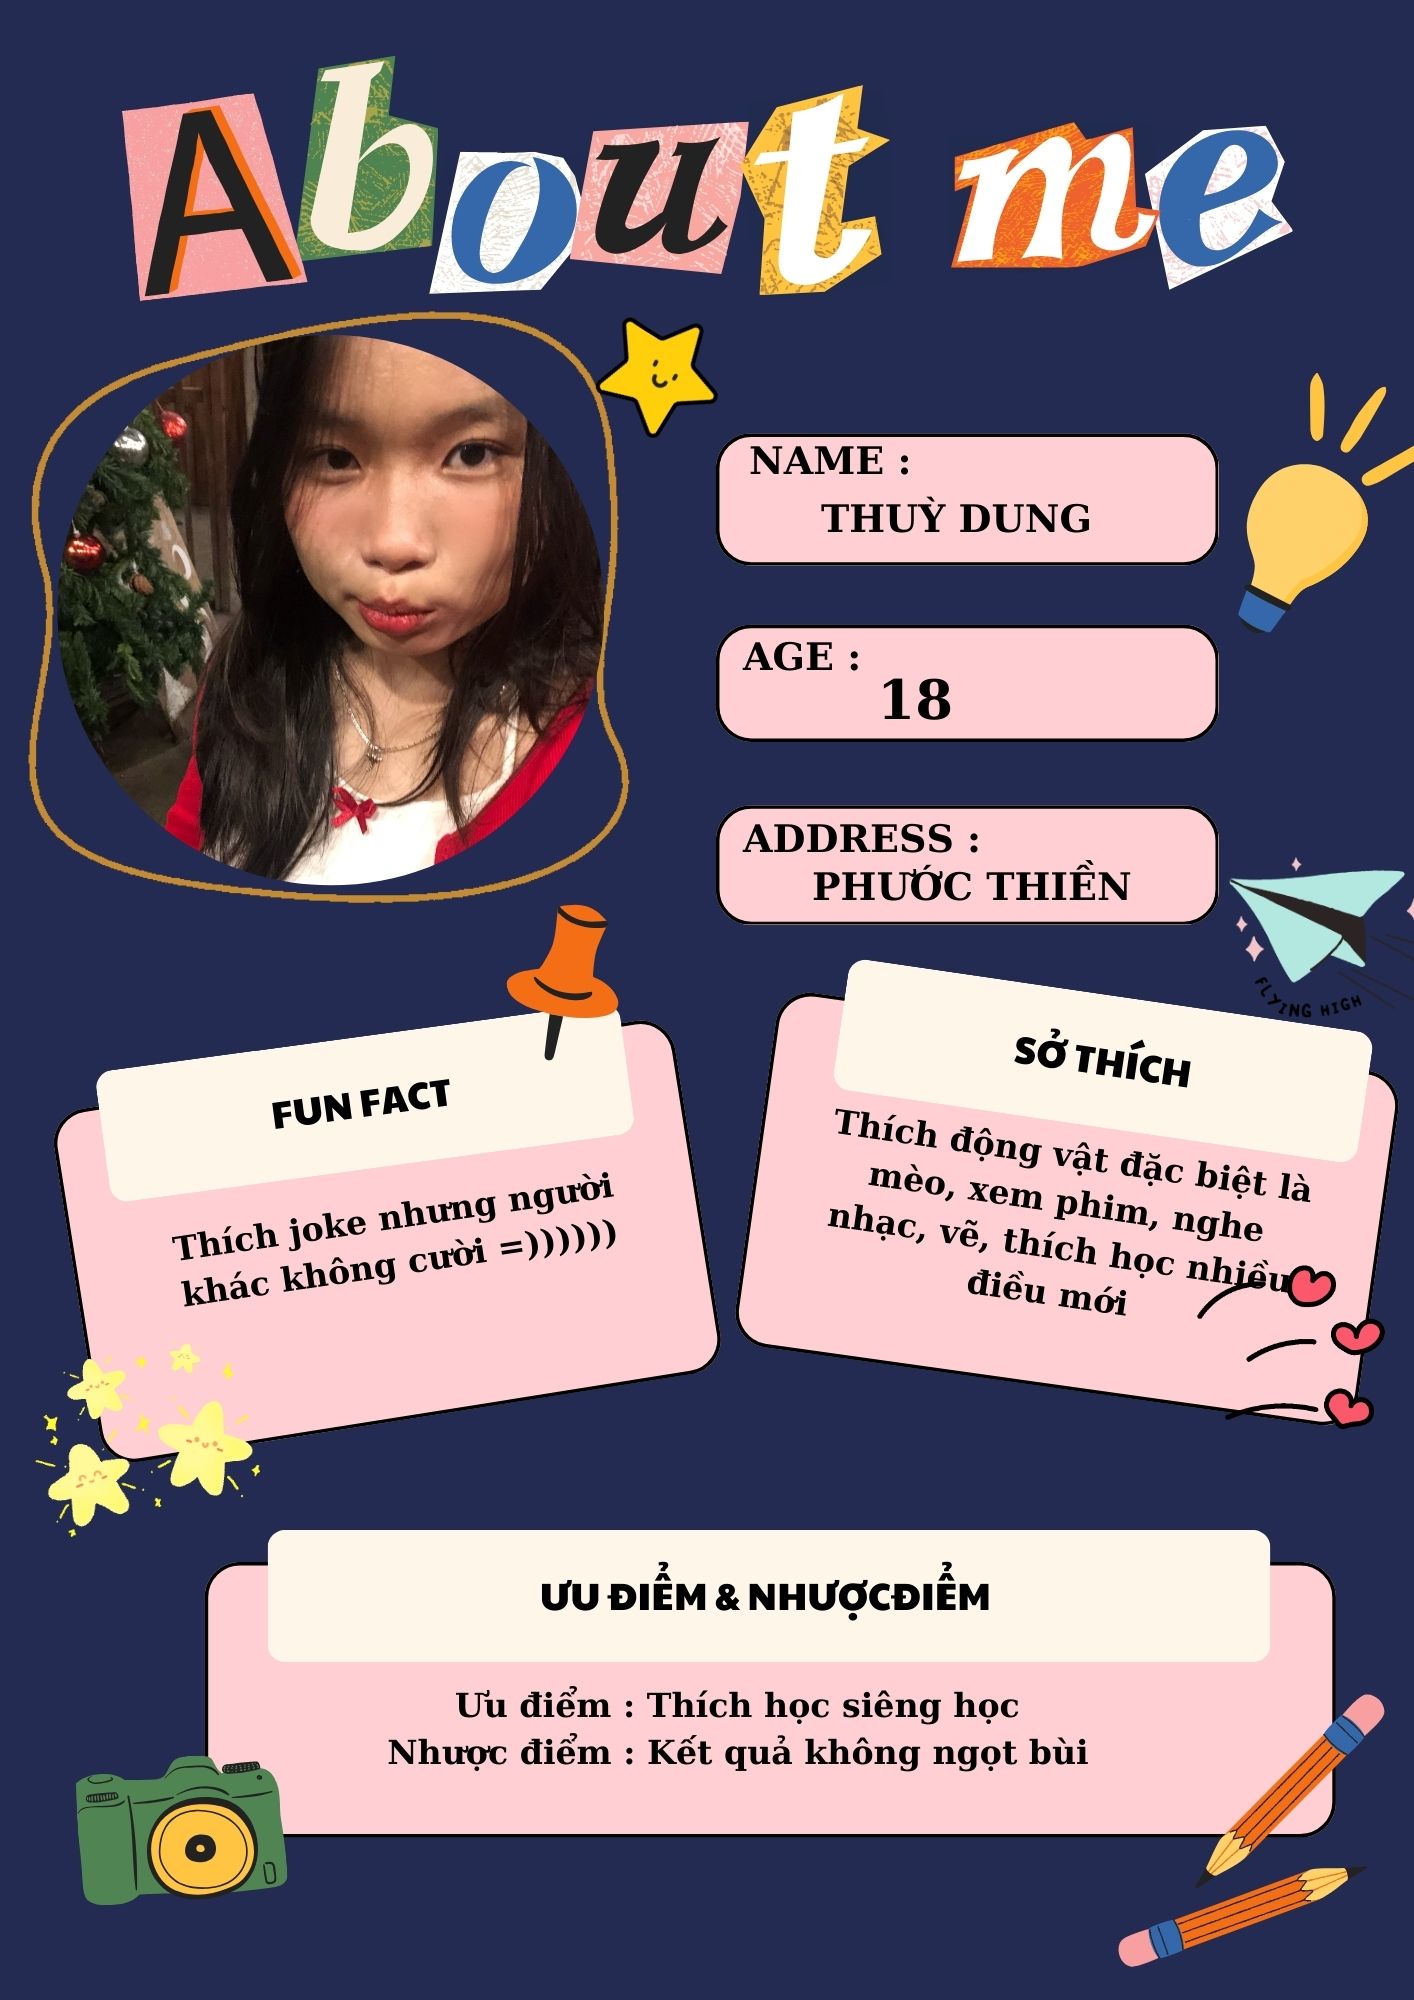 About me
NAME :
THUỲ DUNG
AGE :
18
ADDRESS :
PHƯỚC THIỀN
FLYING HIGH
FUN FACT
Thích joke nhưng người
khác không cười =))))))
SỞ THÍCH
Thích động vật đặc biệt là
mèo, xem phim, nghe
nhạc, vẽ, thích học nhiều
điều mới
ƯU ĐIỂM & NHƯỢCĐIỂM
Ưu điểm : Thích học siêng học
Nhược điểm : Kết quả không ngọt bùi